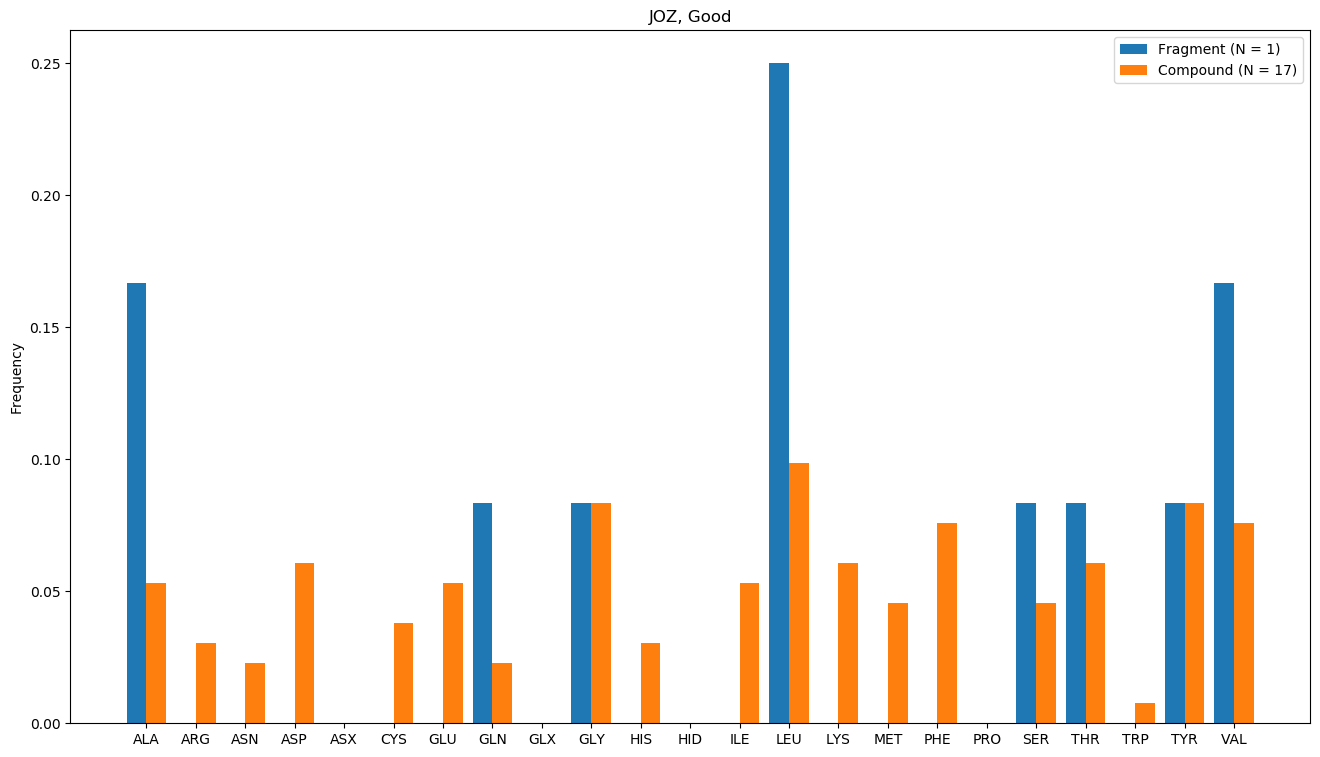 JOZ, Good
Fragment (N = 1)
Compound (N = 17)
Frequency
0.25
0.20
0.15
0.10
0.05
0.00
ALA ARG ASN ASP ASX CYS GLU GLN GLX GLY HIS HID ILE LEU LYS MET PHE PRO SER THR TRP TYR VAL